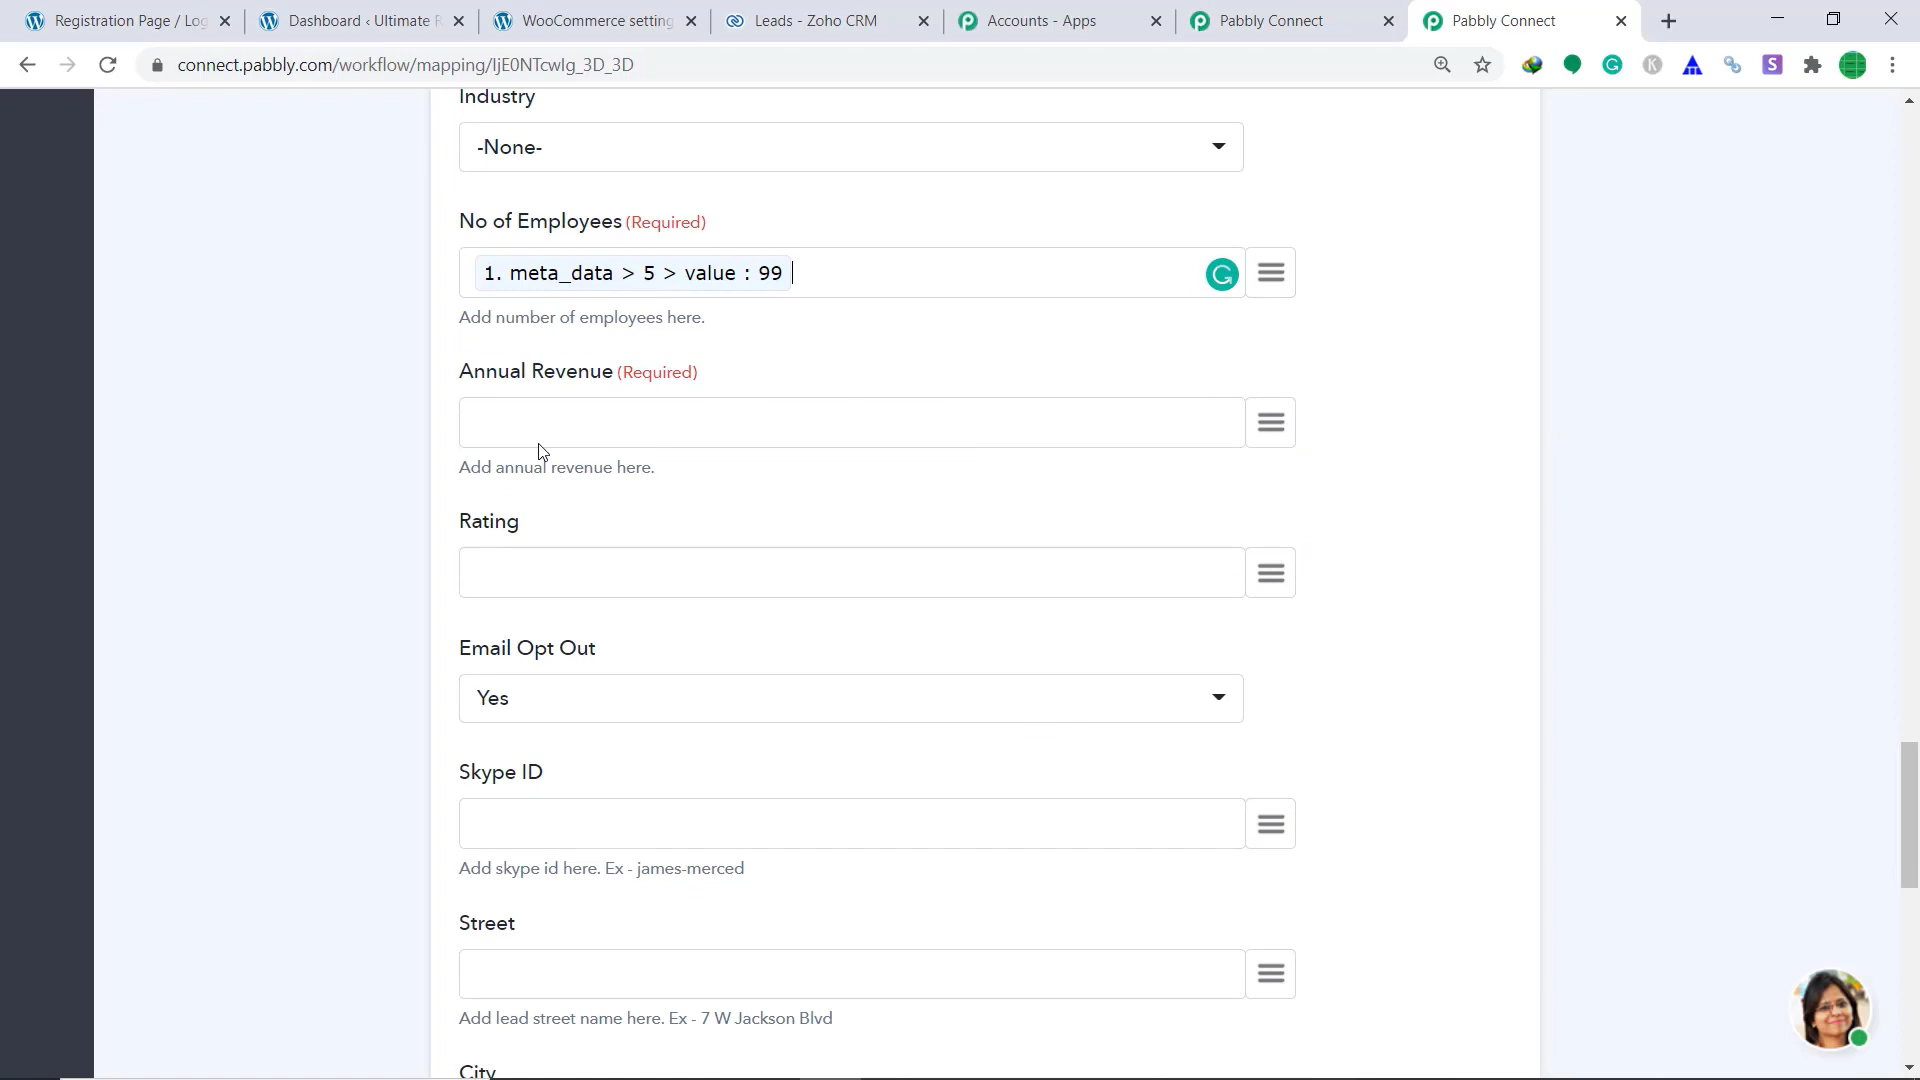 Registration Page / Log
Dashboard ‹ Ultimate R
WooCommerce setting
Leads - Zoho CRM
Accounts - Apps
Pabbly Connect
Pabbly Connect
connect.pabbly.com/workflow/mapping/IjE0NTcwIg_3D_3D
Industry
-None-
No of Employees (Required)
1. meta_data > 5 > value : 99
Add number of employees here.
Annual Revenue (Required)
Add annual revenue here.
Rating
Email Opt Out
Yes
Skype ID
Add skype id here. Ex - james-merced
Street
Add lead street name here. Ex - 7 W Jackson Blvd
City